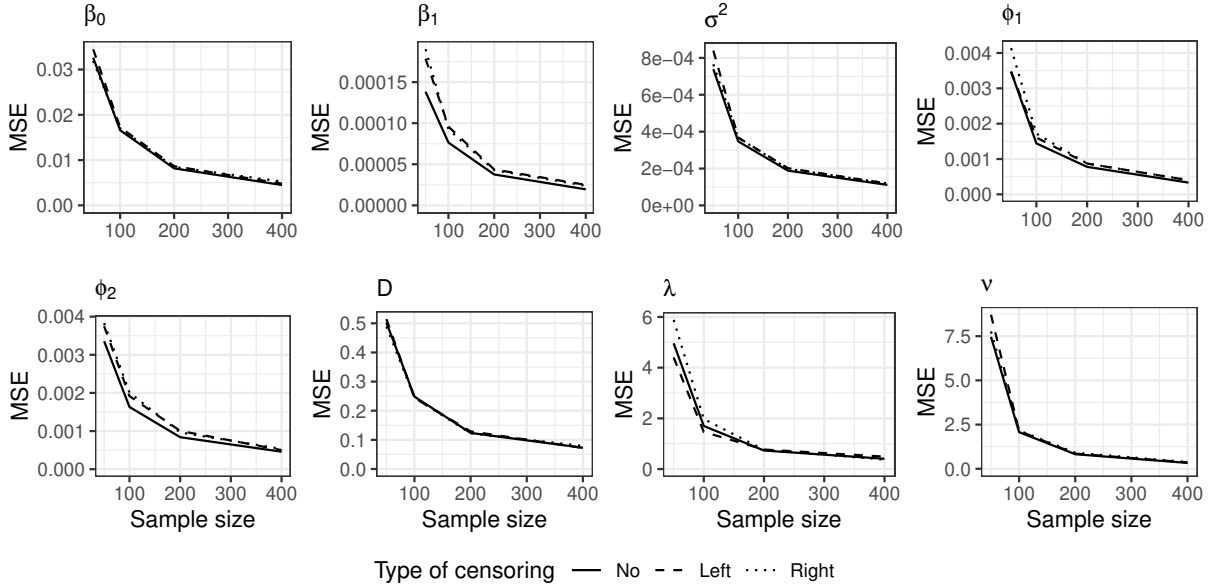 β0 β1 σ2 ϕ1
MSE
0.03
0.02
0.01
0.00
100 200 300 400
MSE
0.00015
0.00010
0.00005
0.00000
100 200 300 400
MSE
8e−04
6e−04
4e−04
2e−04
0e+00
100 200 300 400
MSE
0.004
0.003
0.002
0.001
0.000
100 200 300 400
ϕ2 D λ ν
MSE
0.004
0.003
0.002
0.001
0.000
100 200 300 400
Sample size
MSE
0.5
0.4
0.3
0.2
0.1
0.0
100 200 300 400
Sample size
MSE
6
4
2
0
100 200 300 400
Sample size
MSE
7.5
5.0
2.5
0.0
100 200 300 400
Sample size
Type of censoring No Left Right